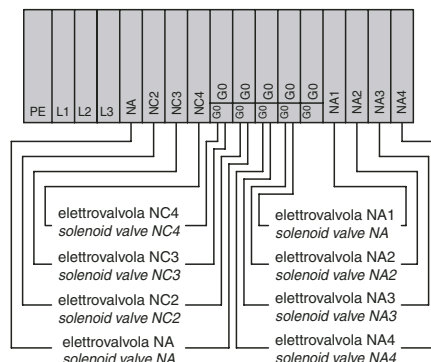 PE L1 L2 L3 NA NC2 NC3 NC4 G0 G0 G0 G0 G0 NA1 NA2 NA3 NA4
G0 G0 G0 G0 G0
elettrovalvola NC4
solenoid valve NC4
elettrovalvola NC3
solenoid valve NC3
elettrovalvola NC2
solenoid valve NC2
elettrovalvola NA
solenoid valve NA
elettrovalvola NA1
solenoid valve NA
elettrovalvola NA2
solenoid valve NA2
elettrovalvola NA3
solenoid valve NA3
elettrovalvola NA4
solenoid valve NA4